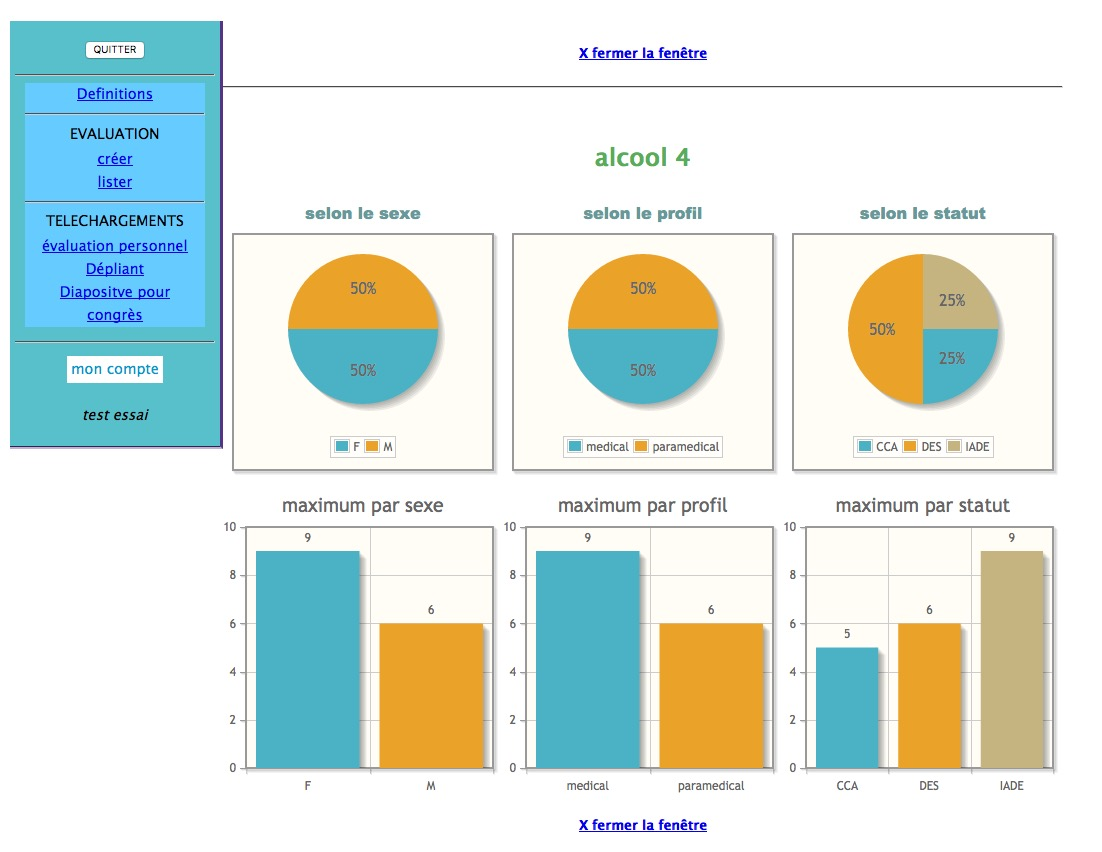 QUITTER
Definitions
EVALUATION
créer
lister
TELECHARGEMENTS
évaluation personnel
Dépliant
Diapositve pour
congrès
mon compte
test essai
X fermer la fenêtre
alcool 4
selon le sexe
50%
50%
F M
selon le profil
50%
50%
medical paramedical
selon le statut
25%
50%
25%
CCA DES IADE
maximum par sexe
10
9
8
6
6
4
2
0
F M
maximum par profil
10
9
8
6
6
4
2
0
medical paramedical
maximum par statut
10
9
8
6
6
5
4
2
0
CCA DES IADE
X fermer la fenêtre